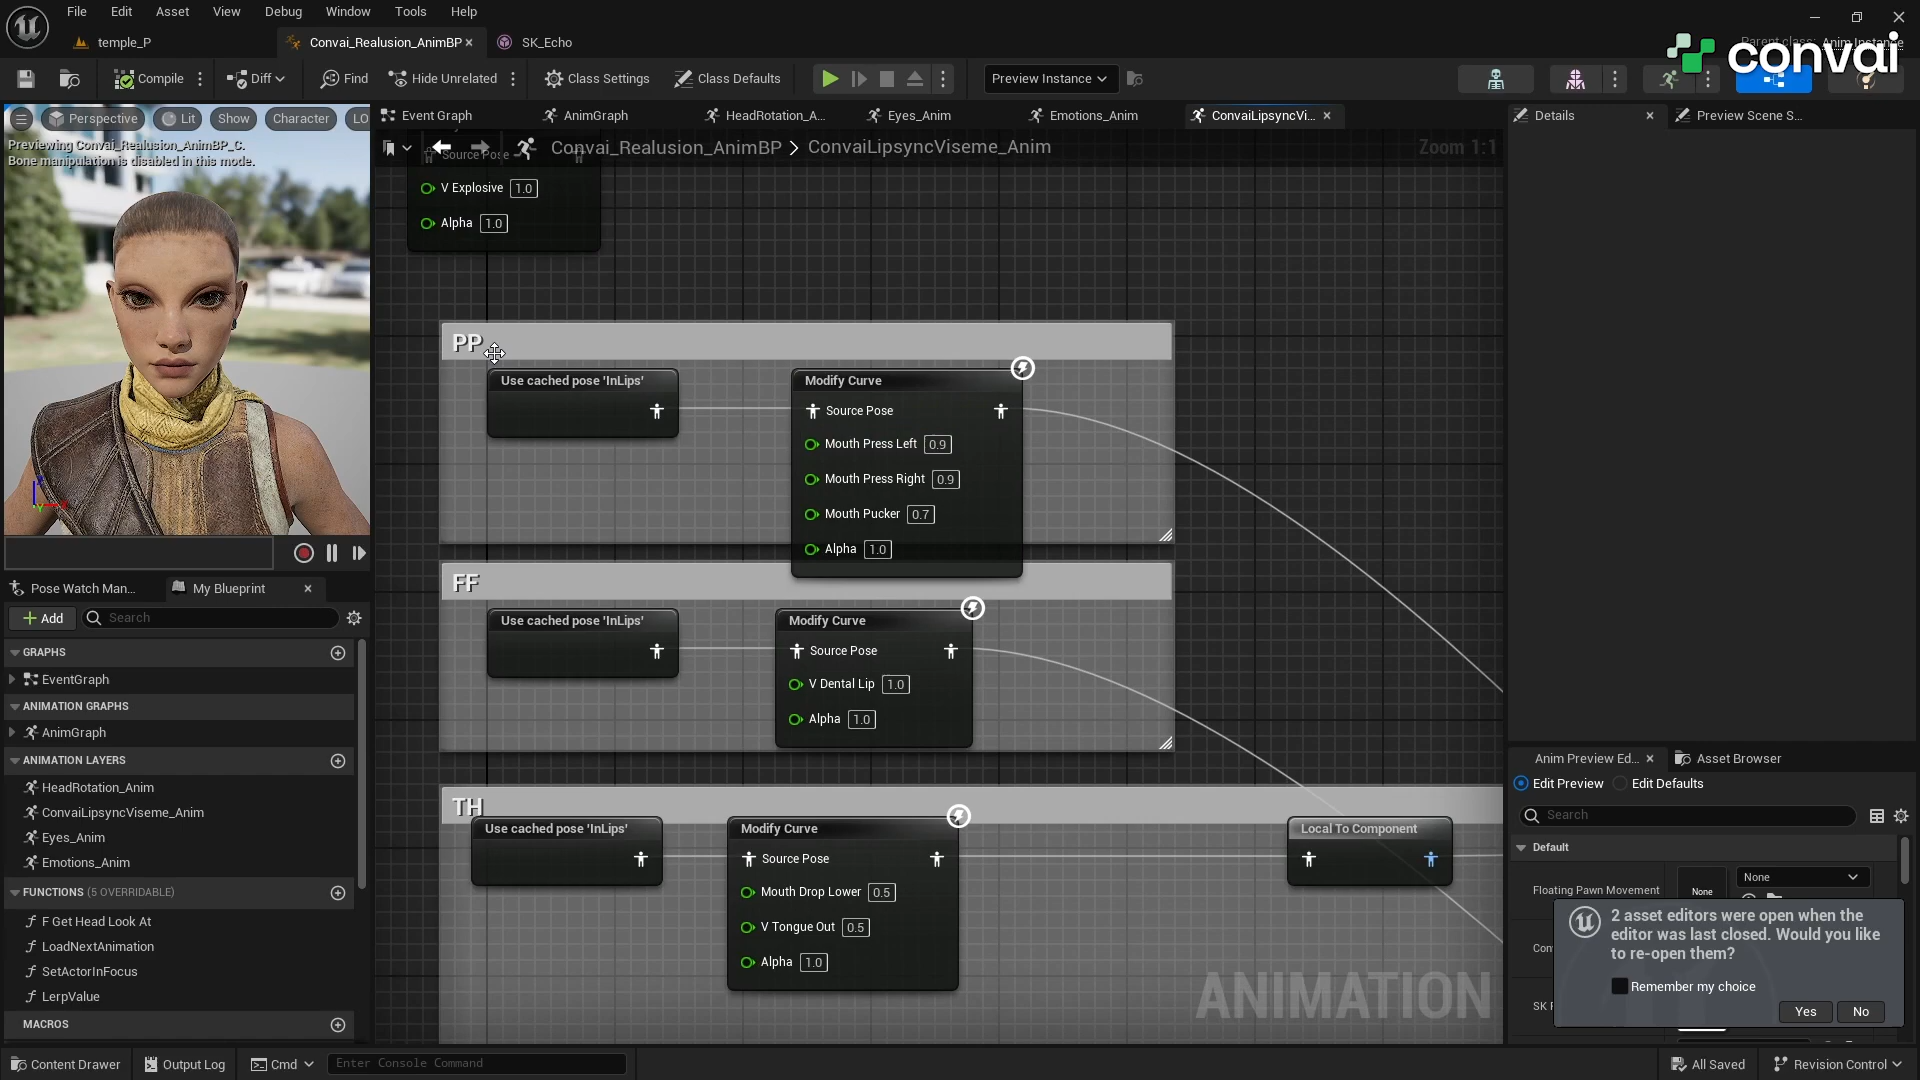 File Edit Asset View Debug Window Tools Help
temple_P
Convai_Realusion_AnimBP
SK_Echo
convai
Compile
Diff
Find
Hide Unrelated
Class Settings
Class Defaults
Preview Instance
Perspective
Lit
Show
Character
LO
Previewing Convai_Realusion_AnimBP_C.
Bone manipulation is disabled in this mode.
Event Graph
AnimGraph
HeadRotation_A...
Eyes_Anim
Emotions_Anim
ConvaiLipsyncVi...
Convai_Realusion_AnimBP > ConvaiLipsyncViseme_Anim
Zoom 1:1
Source Pose
V Explosive 1.0
Alpha 1.0
PP
Use cached pose 'InLips'
Modify Curve
Source Pose
Mouth Press Left 0.9
Mouth Press Right 0.9
Mouth Pucker 0.7
Alpha 1.0
FF
Use cached pose 'InLips'
Modify Curve
Source Pose
V Dental Lip 1.0
Alpha 1.0
TH
Use cached pose 'InLips'
Modify Curve
Source Pose
Mouth Drop Lower 0.5
V Tongue Out 0.5
Alpha 1.0
Local To Component
ANIMATION
Pose Watch Man...
My Blueprint
Add
Search
GRAPHS
EventGraph
ANIMATION GRAPHS
AnimGraph
ANIMATION LAYERS
HeadRotation_Anim
ConvaiLipsyncViseme_Anim
Eyes_Anim
Emotions_Anim
FUNCTIONS (5 OVERRIDABLE)
F Get Head Look At
LoadNextAnimation
SetActorInFocus
LerpValue
MACROS
Details
Preview Scene S...
Anim Preview Ed...
Asset Browser
Edit Preview
Edit Defaults
Search
Default
Floating Pawn Movement
None
None
2 asset editors were open when the
editor was last closed. Would you like
to re-open them?
Remember my choice
Yes
No
Content Drawer
Output Log
Cmd
Enter Console Command
All Saved
Revision Control